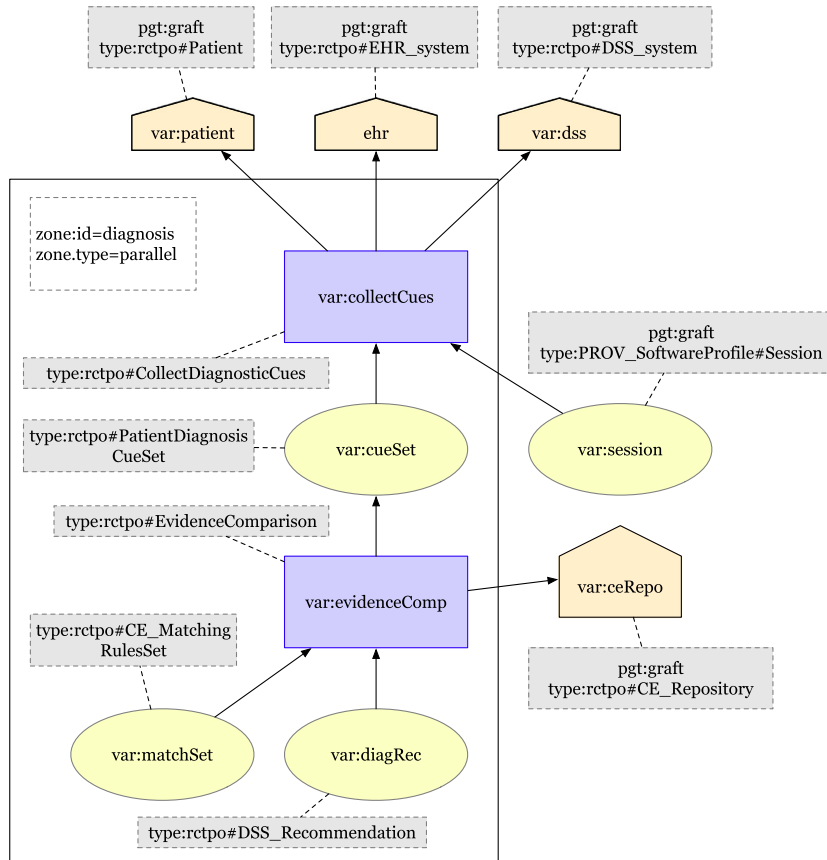 pgt:graft
type:rctpo#Patient
pgt:graft
type:rctpo#EHR_system
pgt:graft
type:rctpo#DSS_system
var:patient
ehr
var:dss
zone:id=diagnosis
zone.type=parallel
var:collectCues
pgt:graft
type:PROV_SoftwareProfile#Session
type:rctpo#CollectDiagnosticCues
type:rctpo#PatientDiagnosis
CueSet
var:cueSet
var:session
type:rctpo#EvidenceComparison
var:evidenceComp
var:ceRepo
type:rctpo#CE_Matching
RulesSet
pgt:graft
type:rctpo#CE_Repository
var:matchSet
var:diagRec
type:rctpo#DSS_Recommendation